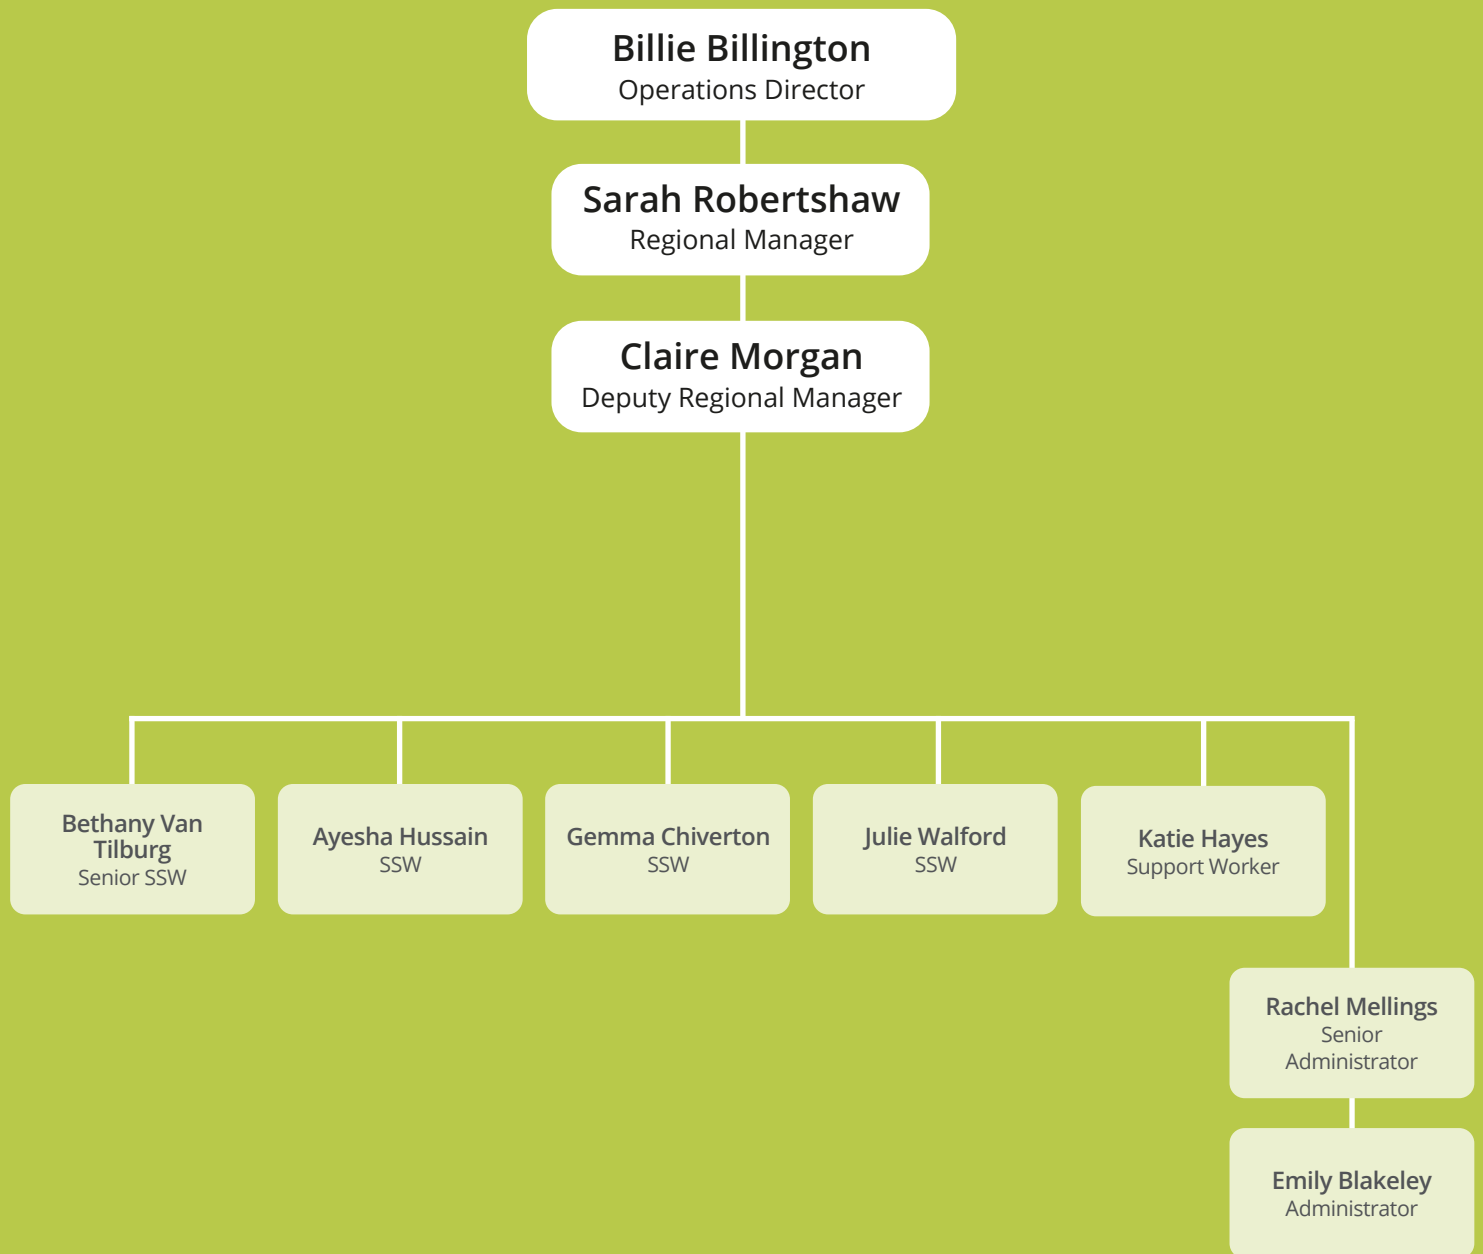 Billie Billington
Operations Director
Sarah Robertshaw
Regional Manager
Claire Morgan
Deputy Regional Manager
Bethany Van
Tilburg
Senior SSW
Ayesha Hussain
SSW
Gemma Chiverton
SSW
Julie Walford
SSW
Katie Hayes
Support Worker
Rachel Mellings
Senior
Administrator
Emily Blakeley
Administrator